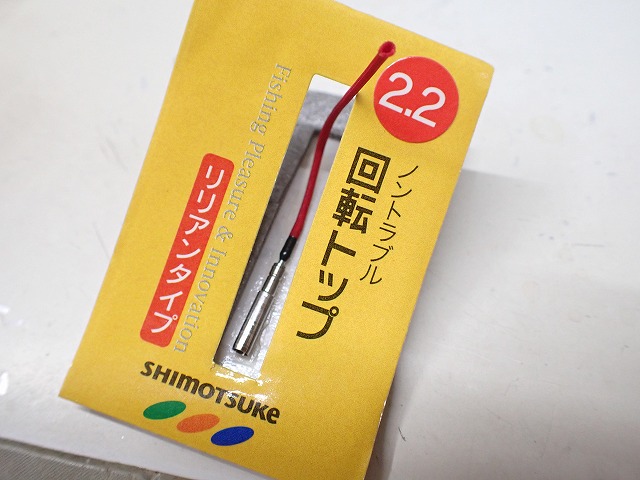 2.2
ノントラブル
回転トップ
Fishing Pleasure & Innovation
リリアンタイプ
SHIMOTSUKE